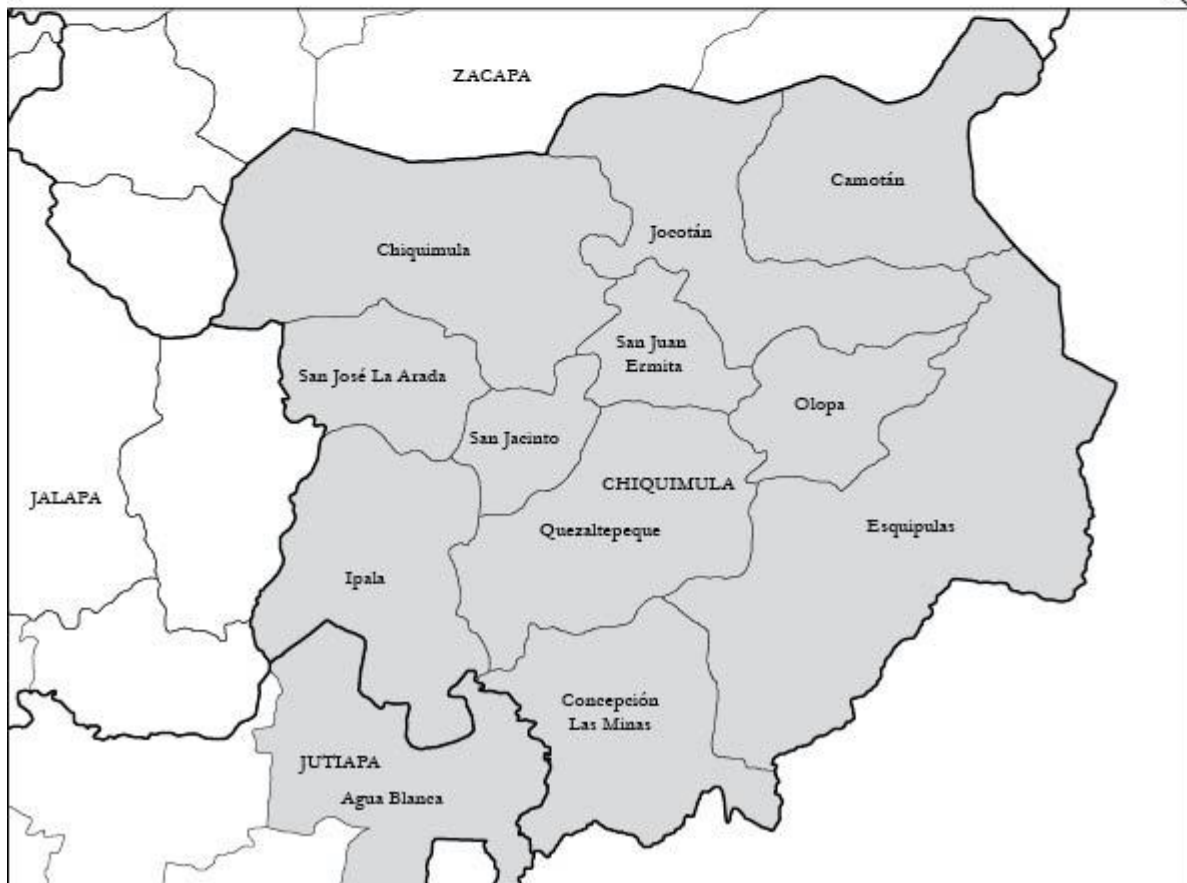 ZACAPA
Camotán
Jocotán
Chiquimula
San Juan
Ermita
San José La Arada
Olopa
San Jacinto
CHIQUIMULA
JALAPA
Esquipulas
Quezaltepeque
Ipala
Concepción
Las Minas
JUTIAPA
Agua Blanca